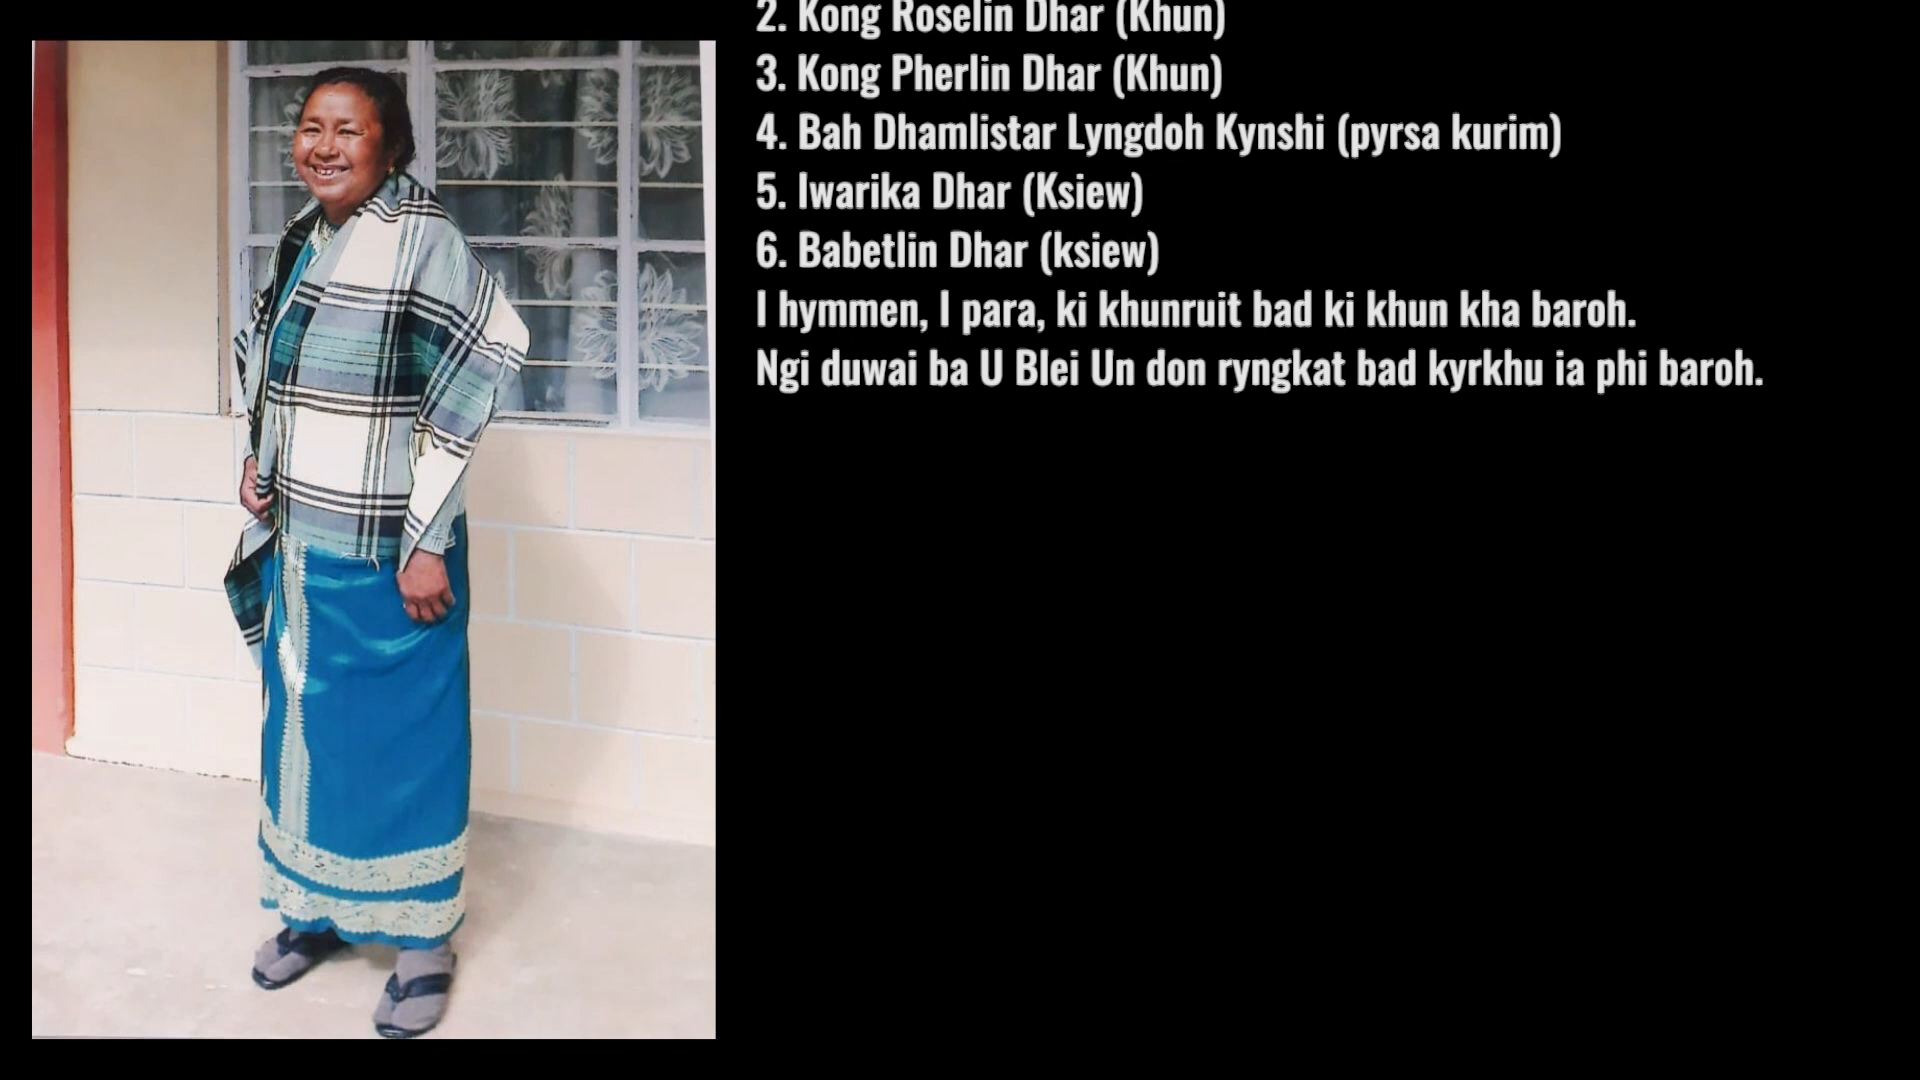 2. Kong Roselin Dhar (Khun)
3. Kong Pherlin Dhar (Khun)
4. Bah Dhamlistar Lyngdoh Kynshi (pyrsa kurim)
5. Iwarika Dhar (Ksiew)
6. Babetlin Dhar (ksiew)
I hymmen, I para, ki khunruit bad ki khun kha baroh.
Ngi duwai ba U Blei Un don ryngkat bad kyrkhu ia phi baroh.